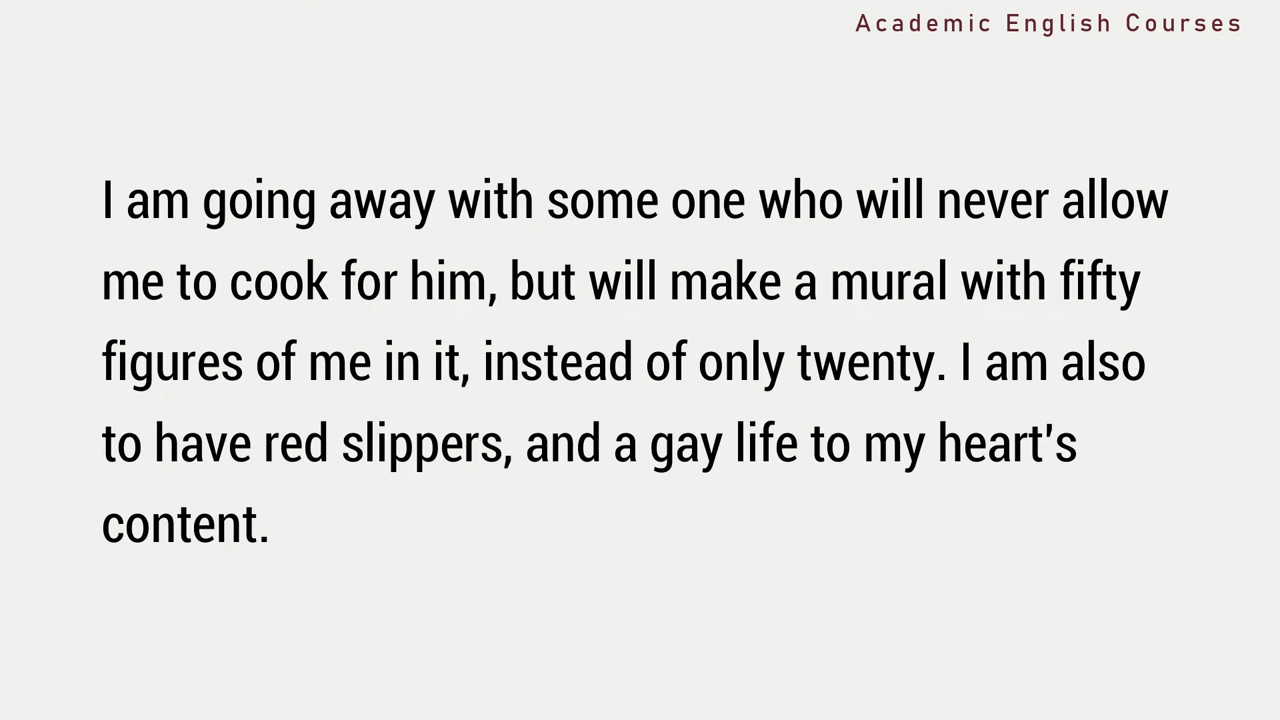 Academic English Courses
I am going away with some one who will never allow
me to cook for him, but will make a mural with fifty
figures of me in it, instead of only twenty. I am also
to have red slippers, and a gay life to my heart's
content.